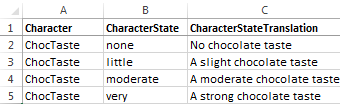 A B C
1 Character CharacterState CharacterStateTranslation
2 ChocTaste none No chocolate taste
3 ChocTaste little A slight chocolate taste
4 ChocTaste moderate A moderate chocolate taste
5 ChocTaste very A strong chocolate taste